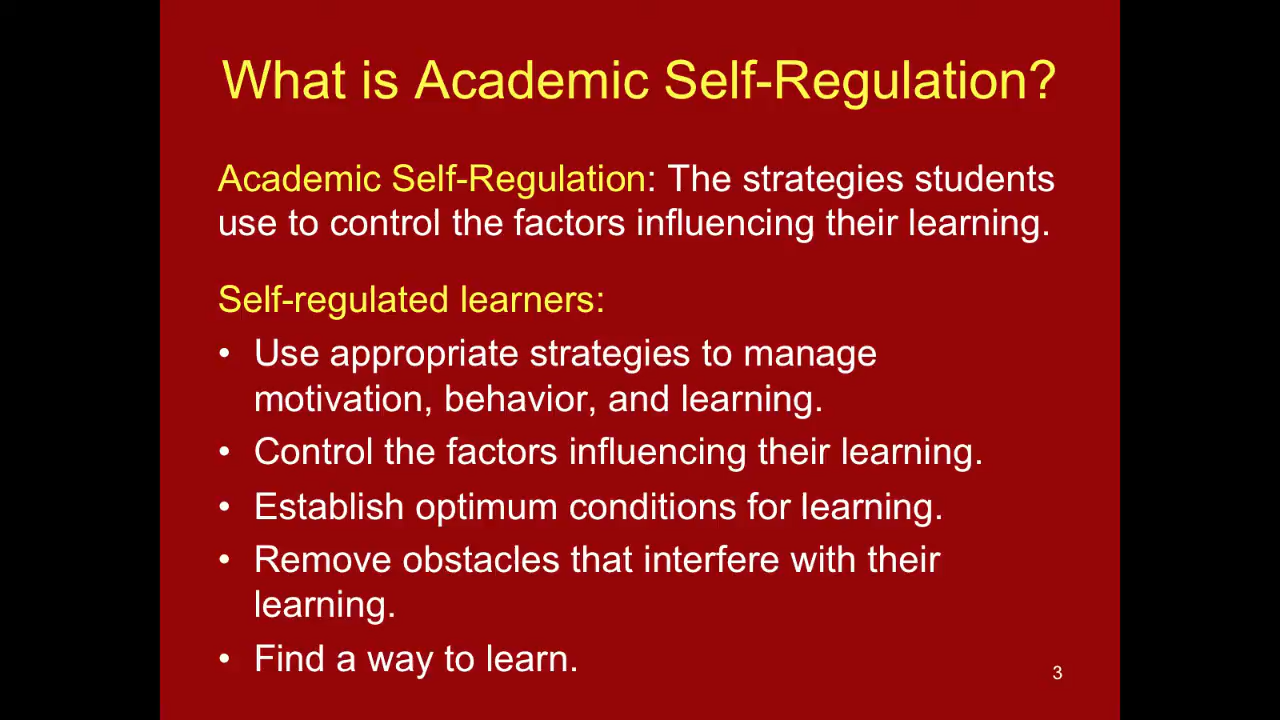 What is Academic Self-Regulation?
Academic Self-Regulation: The strategies students
use to control the factors influencing their learning.
Self-regulated learners:
• Use appropriate strategies to manage
motivation, behavior, and learning.
• Control the factors influencing their learning.
• Establish optimum conditions for learning.
• Remove obstacles that interfere with their
learning.
• Find a way to learn.
3